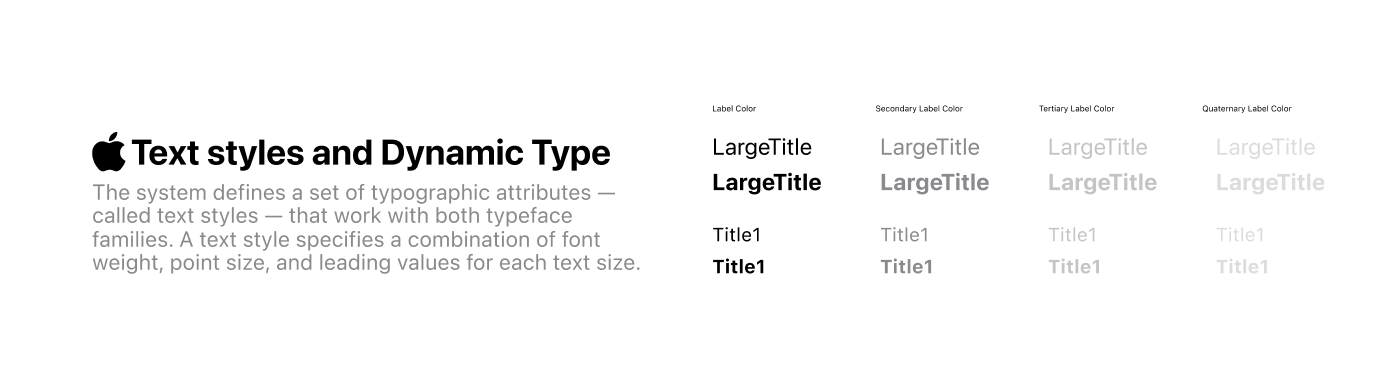 Text styles and Dynamic Type
The system defines a set of typographic attributes —
called text styles — that work with both typeface
families. A text style specifies a combination of font
weight, point size, and leading values for each text size.
Label Color Secondary Label Color Tertiary Label Color Quaternary Label Color
LargeTitle LargeTitle LargeTitle LargeTitle
LargeTitle LargeTitle LargeTitle LargeTitle
Title1 Title1 Title1 Title1
Title1 Title1 Title1 Title1